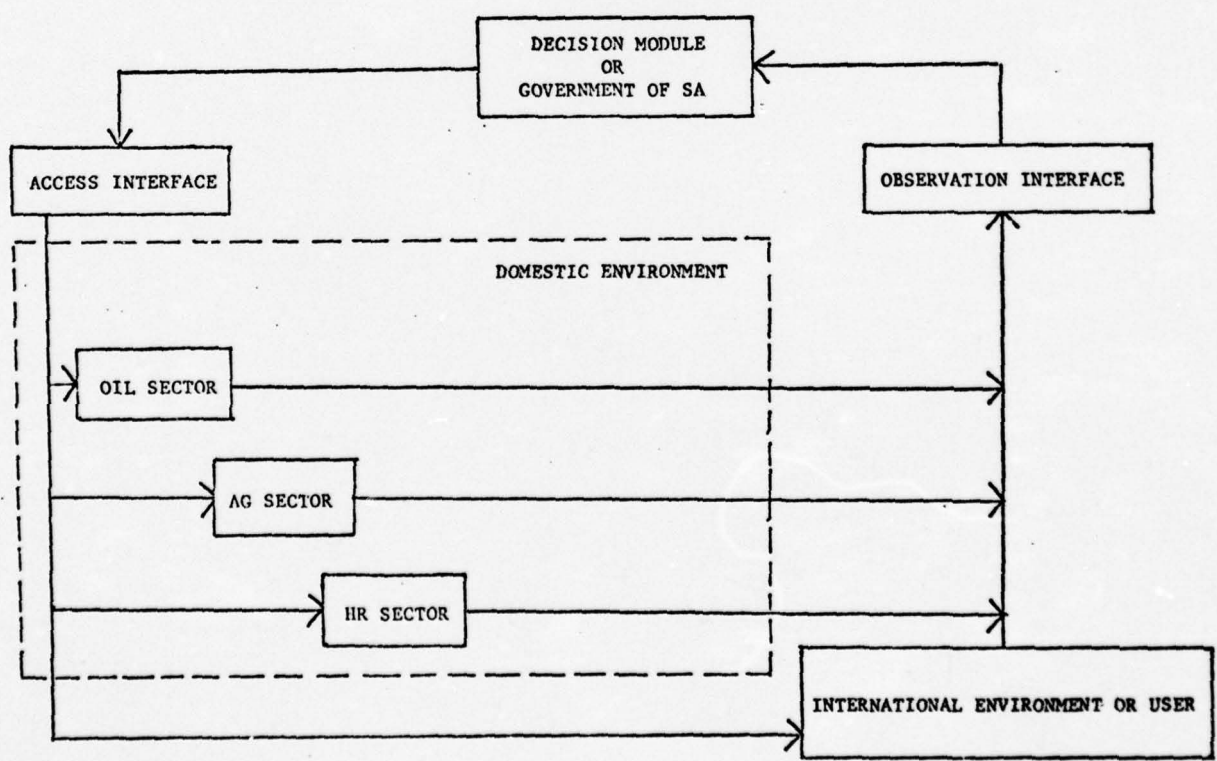 DECISION MODULE
OR
GOVERNMENT OF SA
ACCESS INTERFACE
OBSERVATION INTERFACE
DOMESTIC ENVIRONMENT
OIL SECTOR
AG SECTOR
HR SECTOR
INTERNATIONAL ENVIRONMENT OR USER